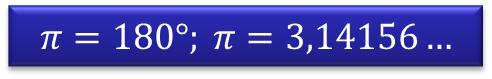 π = 180°; π = 3,14156 ...